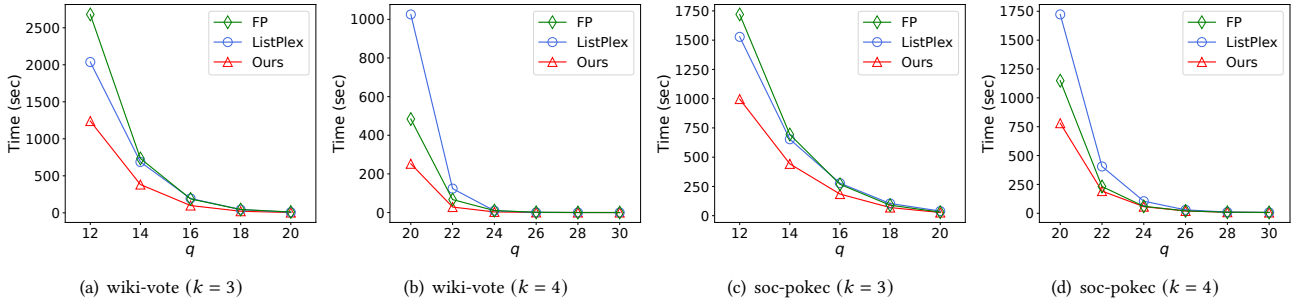 2500
2000
1500
1000
500
0
Time (sec)
12 14 16 18 20
q
FP
ListPlex
Ours
(a) wiki-vote (k = 3)
1000
800
600
400
200
0
Time (sec)
20 22 24 26 28 30
q
FP
ListPlex
Ours
(b) wiki-vote (k = 4)
1750
1500
1250
1000
750
500
250
0
Time (sec)
12 14 16 18 20
q
FP
ListPlex
Ours
(c) soc-pokec (k = 3)
1750
1500
1250
1000
750
500
250
0
Time (sec)
20 22 24 26 28 30
q
FP
ListPlex
Ours
(d) soc-pokec (k = 4)